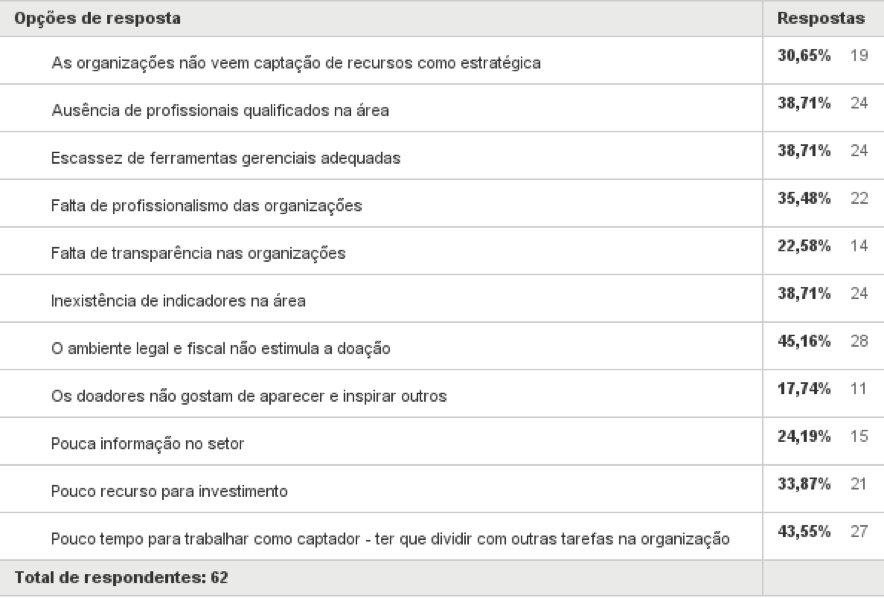 Opções de resposta Respostas
As organizações não veem captação de recursos como estratégica 30,65% 19
Ausência de profissionais qualificados na área 38,71% 24
Escassez de ferramentas gerenciais adequadas 38,71% 24
Falta de profissionalismo das organizações 35,48% 22
Falta de transparência nas organizações 22,58% 14
Inexistência de indicadores na área 38,71% 24
O ambiente legal e fiscal não estimula a doação 45,16% 28
Os doadores não gostam de aparecer e inspirar outros 17,74% 11
Pouca informação no setor 24,19% 15
Pouco recurso para investimento 33,87% 21
Pouco tempo para trabalhar como captador - ter que dividir com outras tarefas na organização 43,55% 27
Total de respondentes: 62